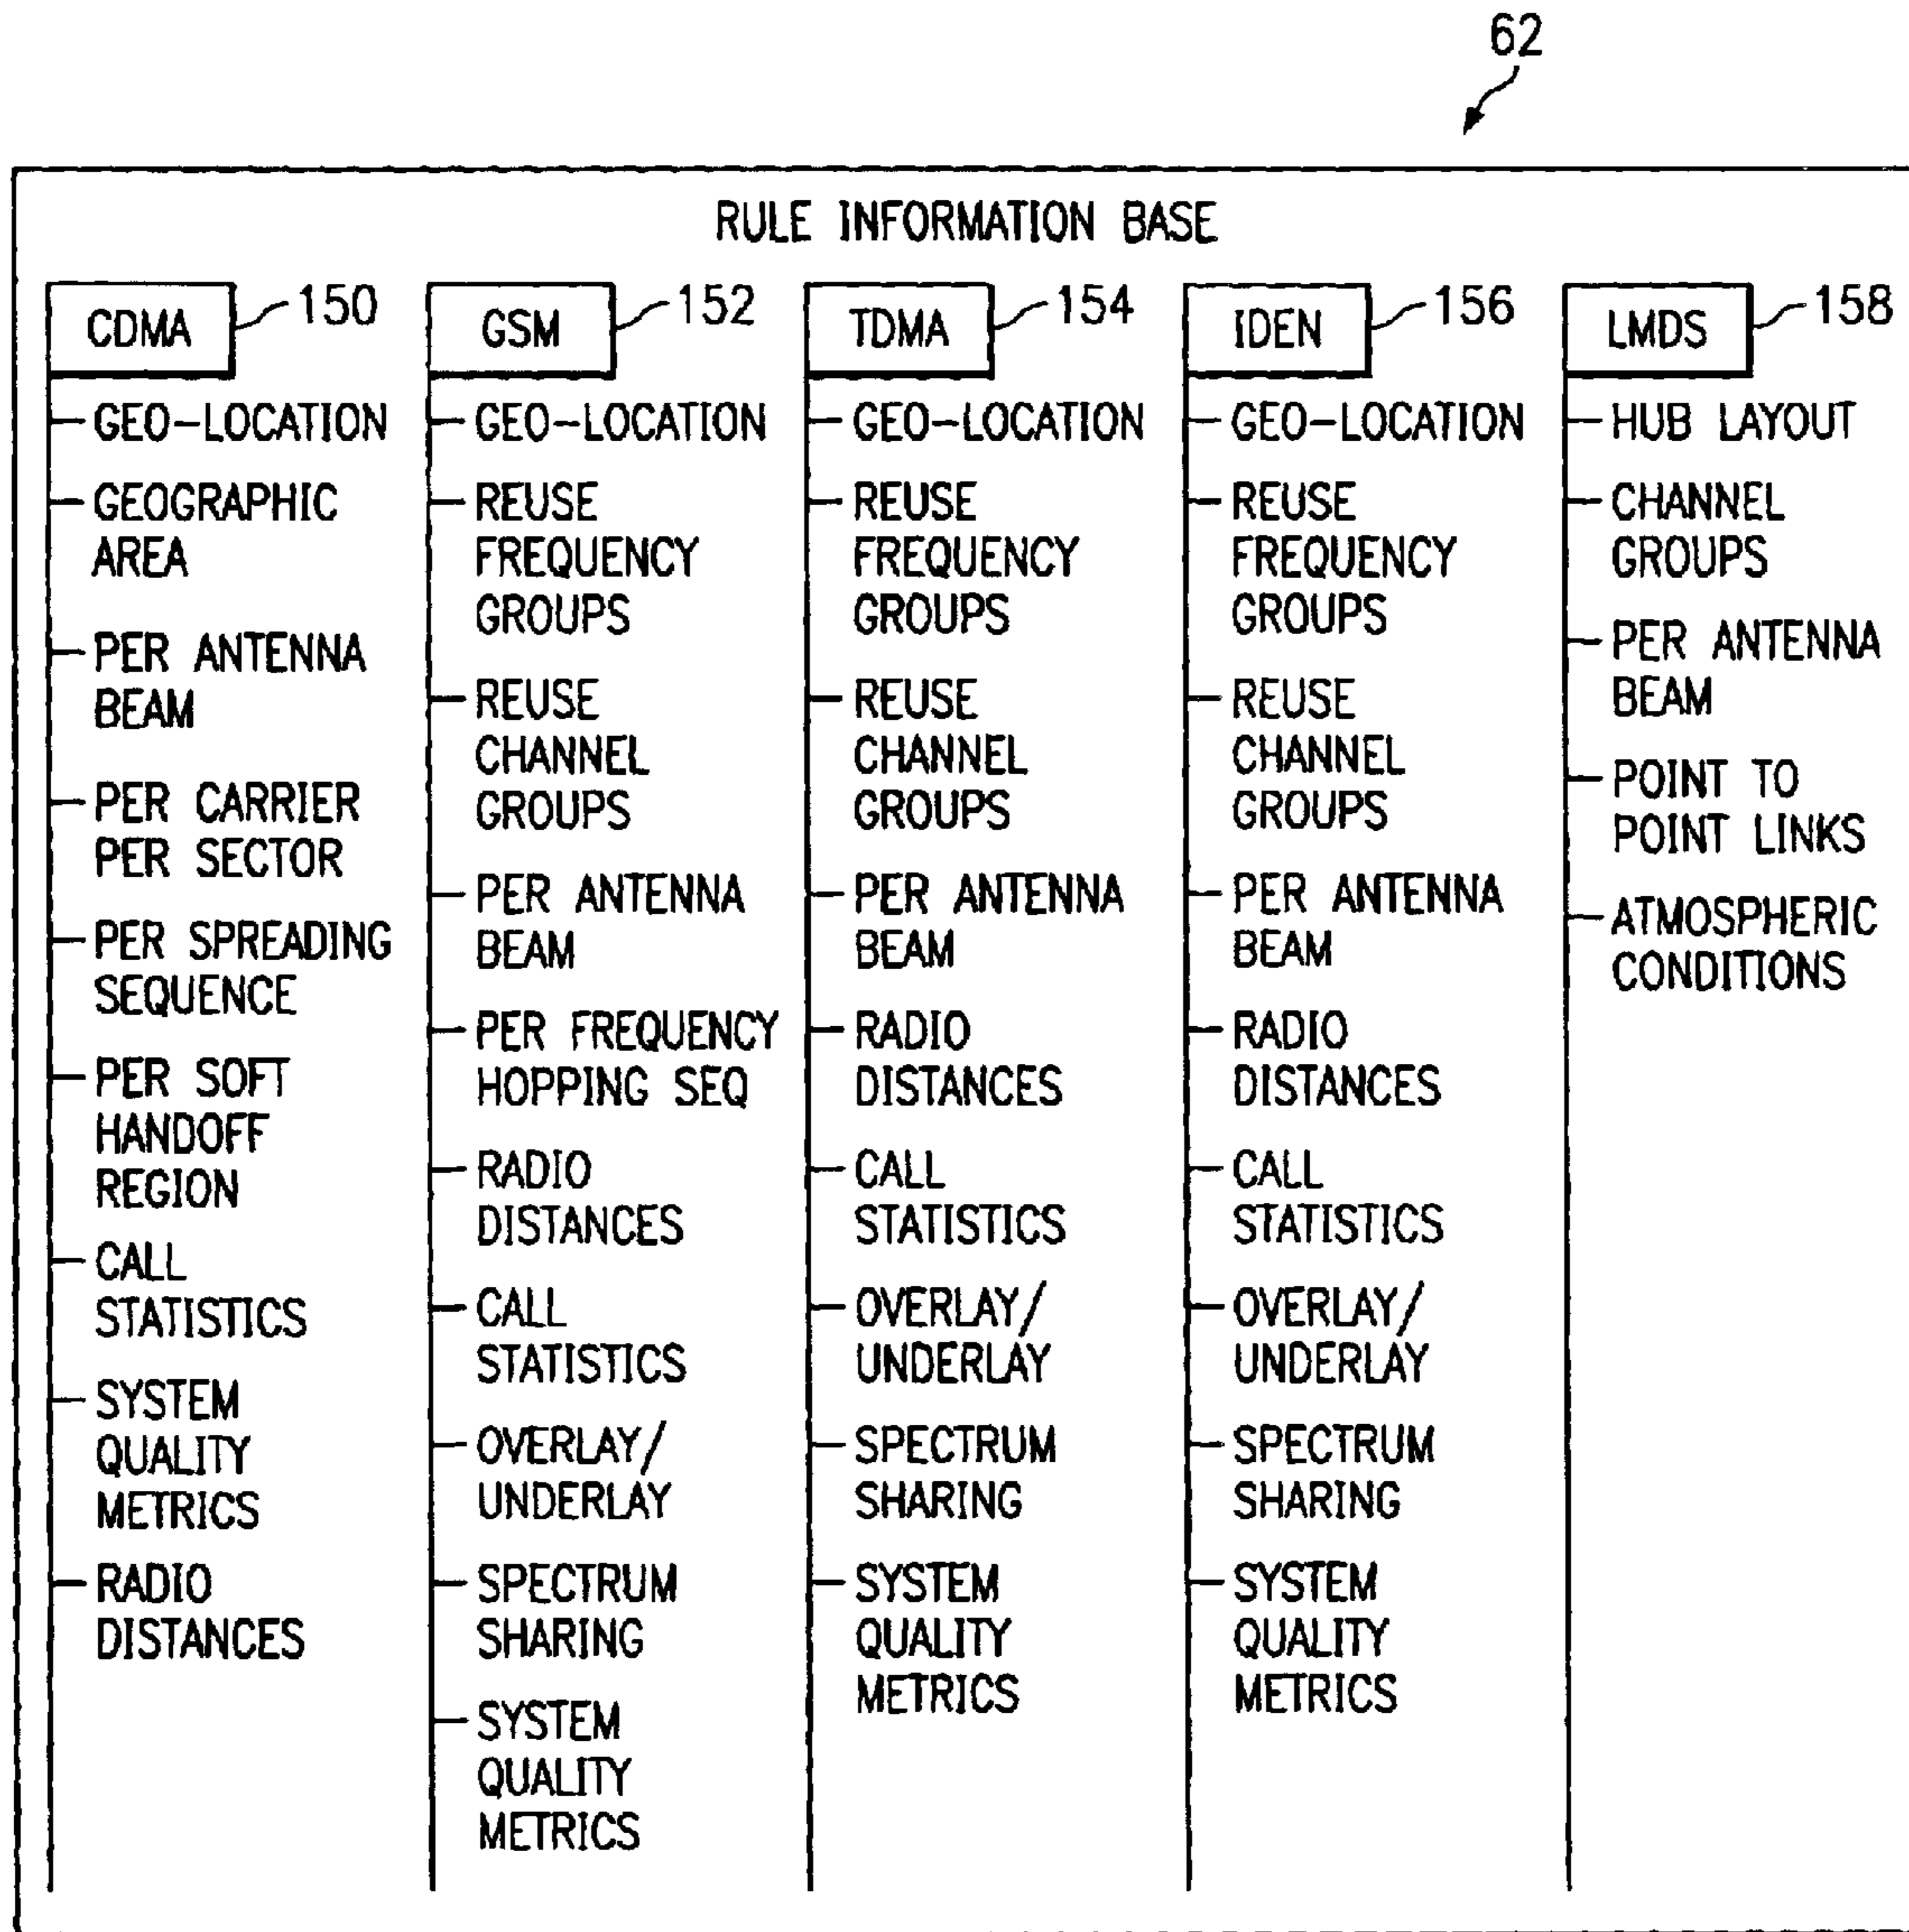 62
RULE INFORMATION BASE
CDMA
150
GEO-LOCATION
GEOGRAPHIC
AREA
PER ANTENNA
BEAM
PER CARRIER
PER SECTOR
PER SPREADING
SEQUENCE
PER SOFT
HANDOFF
REGION
CALL
STATISTICS
SYSTEM
QUALITY
METRICS
RADIO
DISTANCES
GSM
152
GEO-LOCATION
REUSE
FREQUENCY
GROUPS
REUSE
CHANNEL
GROUPS
PER ANTENNA
BEAM
PER FREQUENCY
HOPPING SEQ
RADIO
DISTANCES
CALL
STATISTICS
OVERLAY/
UNDERLAY
SPECTRUM
SHARING
SYSTEM
QUALITY
METRICS
TDMA
154
GEO-LOCATION
REUSE
FREQUENCY
GROUPS
REUSE
CHANNEL
GROUPS
PER ANTENNA
BEAM
RADIO
DISTANCES
CALL
STATISTICS
OVERLAY/
UNDERLAY
SPECTRUM
SHARING
SYSTEM
QUALITY
METRICS
IDEN
156
GEO-LOCATION
REUSE
FREQUENCY
GROUPS
REUSE
CHANNEL
GROUPS
PER ANTENNA
BEAM
RADIO
DISTANCES
CALL
STATISTICS
OVERLAY/
UNDERLAY
SPECTRUM
SHARING
SYSTEM
QUALITY
METRICS
LMDS
158
HUB LAYOUT
CHANNEL
GROUPS
PER ANTENNA
BEAM
POINT TO
POINT LINKS
ATMOSPHERIC
CONDITIONS